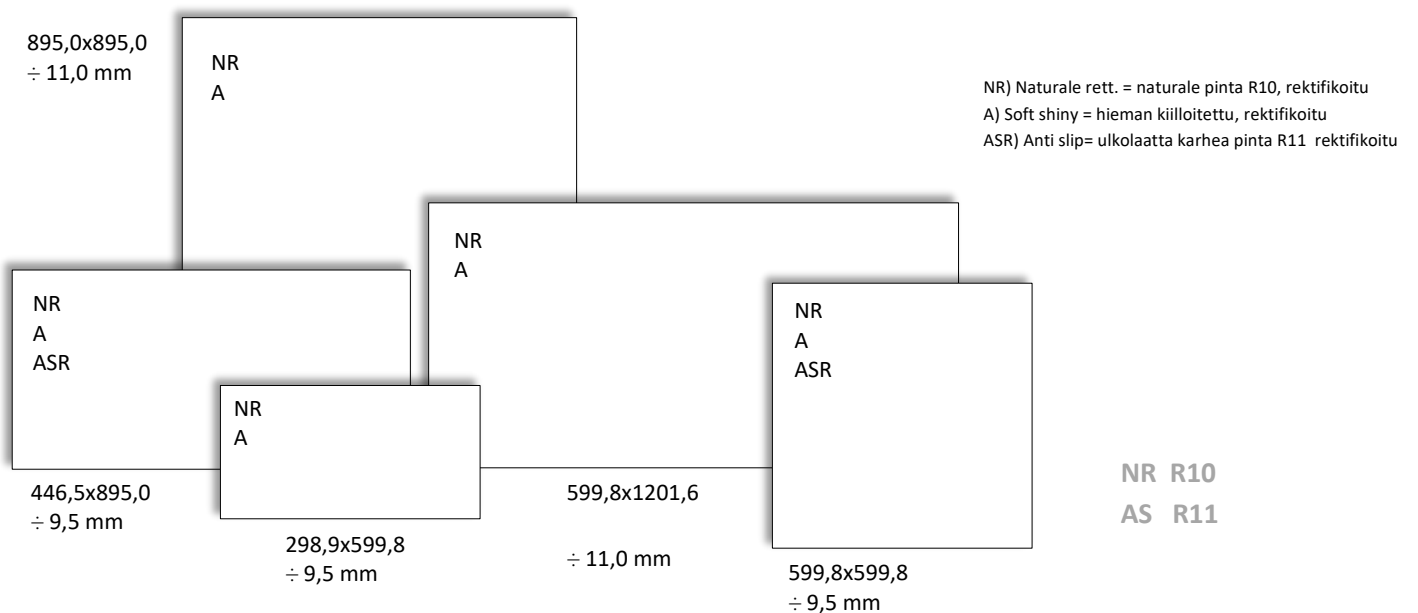 895,0x895,0
÷ 11,0 mm
NR
A
NR) Naturale rett. = naturale pinta R10, rektifikoitu
A) Soft shiny = hieman kiilloitettu, rektifikoitu
ASR) Anti slip= ulkolaatta karhea pinta R11 rektifikoitu
NR
A
NR
A
ASR
NR
A
ASR
NR
A
446,5x895,0
÷ 9,5 mm
298,9x599,8
÷ 9,5 mm
599,8x1201,6
÷ 11,0 mm
599,8x599,8
÷ 9,5 mm
NR R10
AS R11